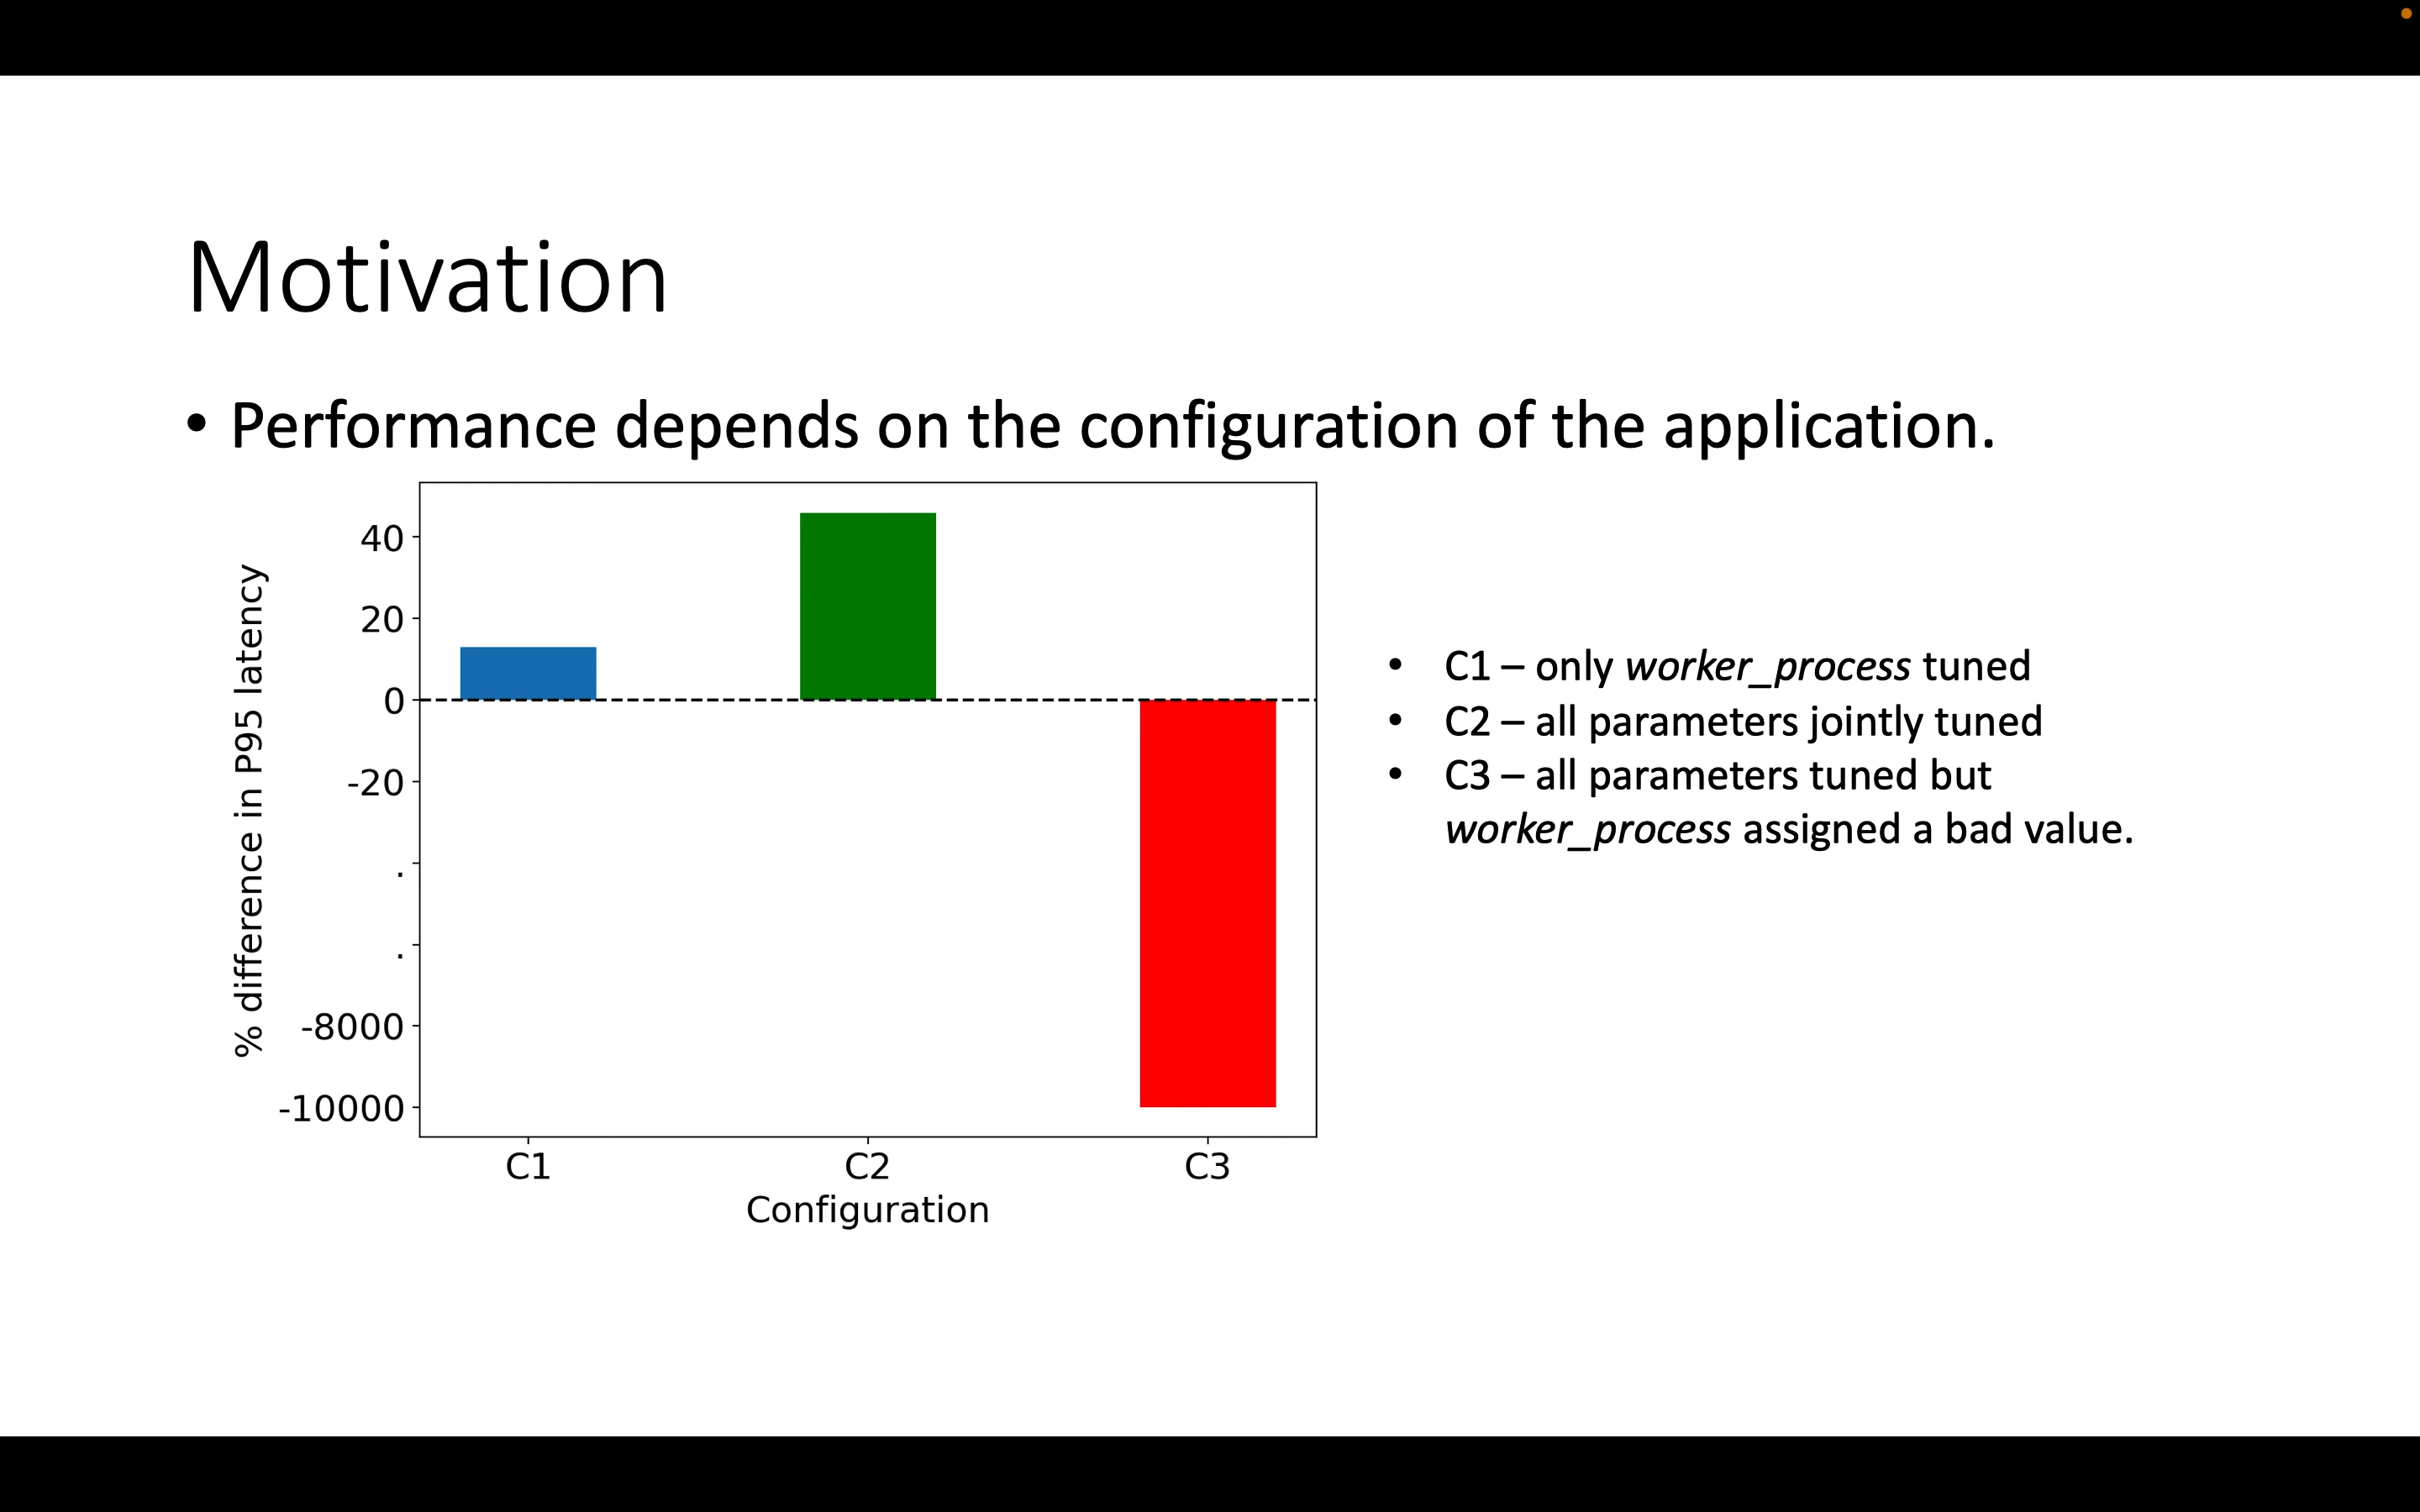 Motivation
• Performance depends on the configuration of the application.
% difference in P95 latency
40
20
0
-20
.
.
-8000
-10000
C1 C2 C3
Configuration
• C1 – only worker_process tuned
• C2 – all parameters jointly tuned
• C3 – all parameters tuned but
worker_process assigned a bad value.